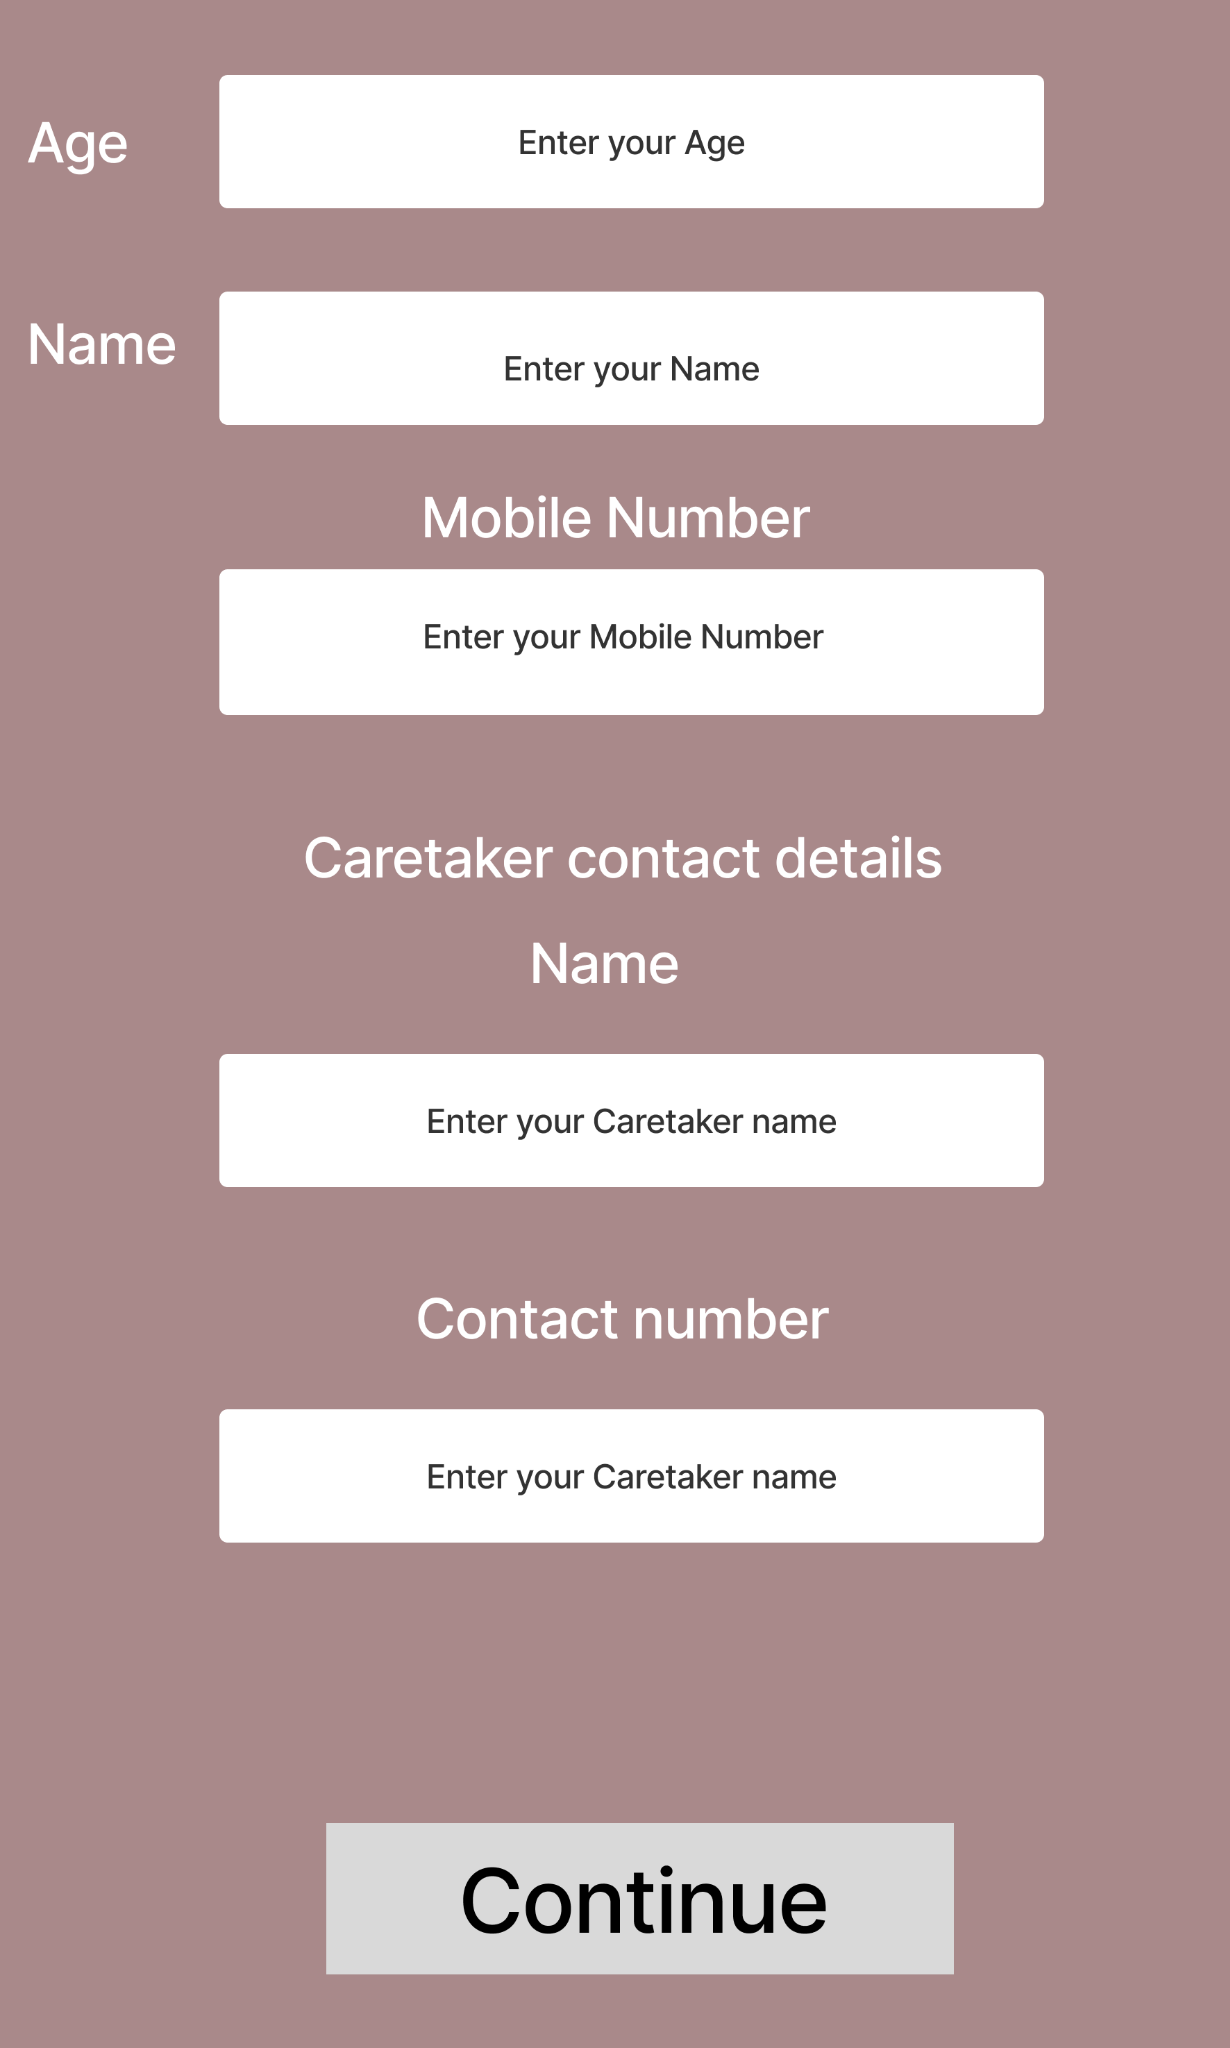 Age
Enter your Age
Name
Enter your Name
Mobile Number
Enter your Mobile Number
Caretaker contact details
Name
Enter your Caretaker name
Contact number
Enter your Caretaker name
Continue